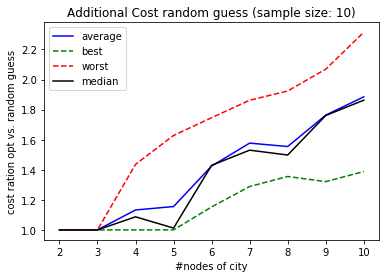 Additional Cost random guess (sample size: 10)
average
best
worst
median
cost ration opt vs. random guess
2.2
2.0
1.8
1.6
1.4
1.2
1.0
2 3 4 5 6 7 8 9 10
#nodes of city